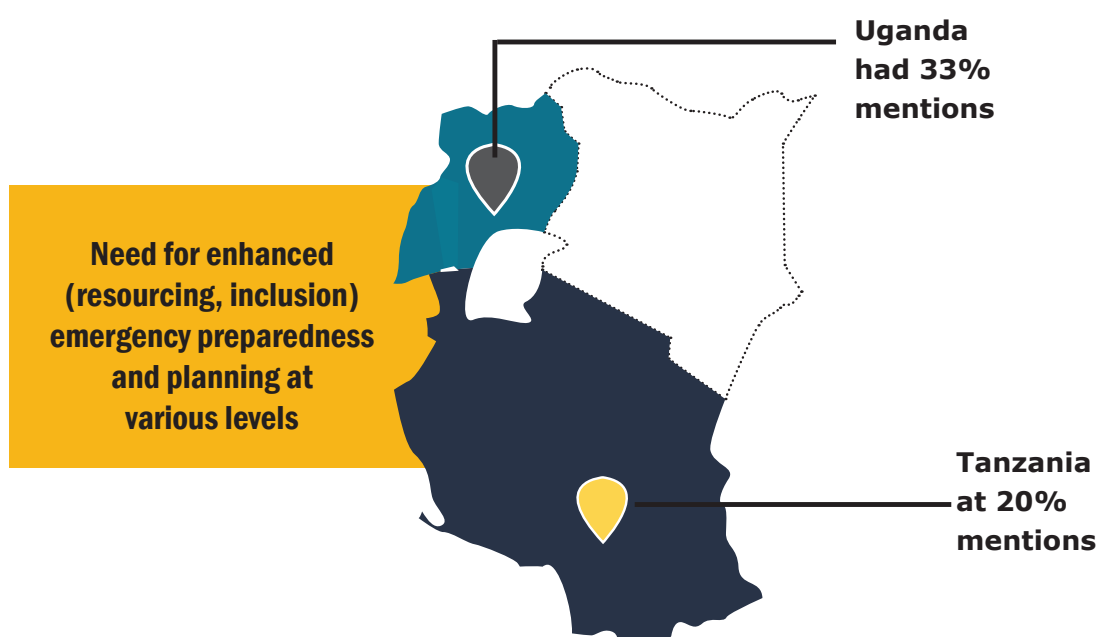 Uganda
had 33%
mentions
Need for enhanced
(resourcing, inclusion)
emergency preparedness
and planning at
various levels
Tanzania
at 20%
mentions